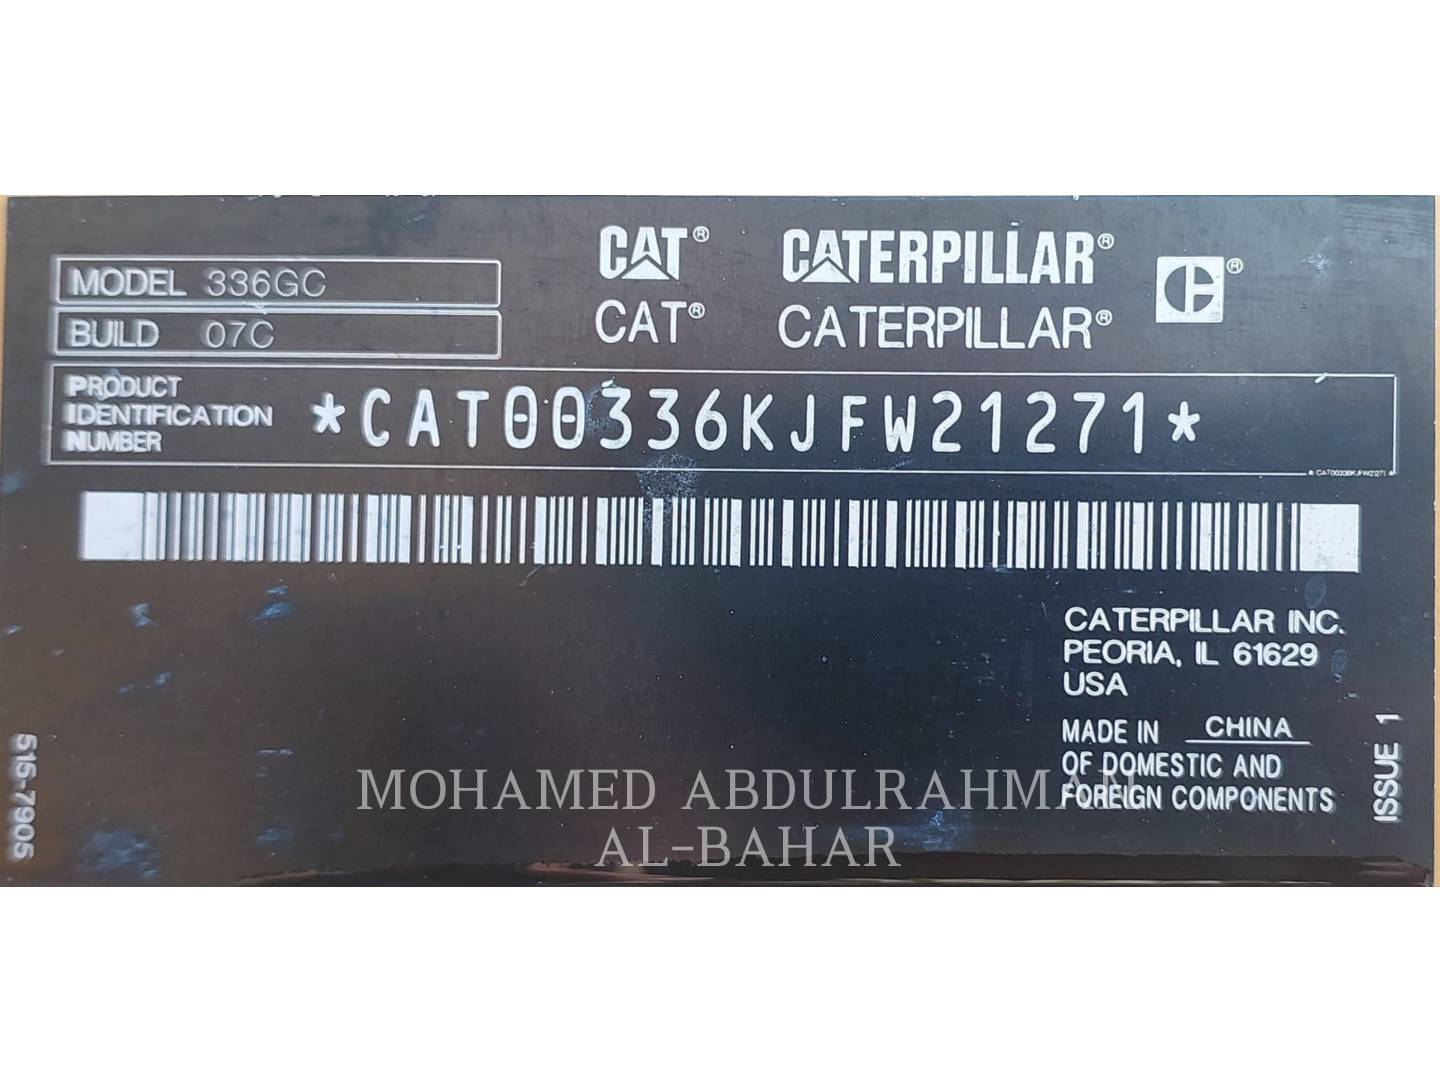 CAT® CATERPILLAR® C®
CAT® CATERPILLAR®
MODEL 336GC
BUILD 07C
PRODUCT
IDENTIFICATION
NUMBER
*CAT00336KJFW21271*
* CAT00336KJFW21271 *
CATERPILLAR INC.
PEORIA, IL 61629
USA
MADE IN CHINA
OF DOMESTIC AND
FOREIGN COMPONENTS
ISSUE 1
515-7905
MOHAMED ABDULRAHMAN
AL-BAHAR